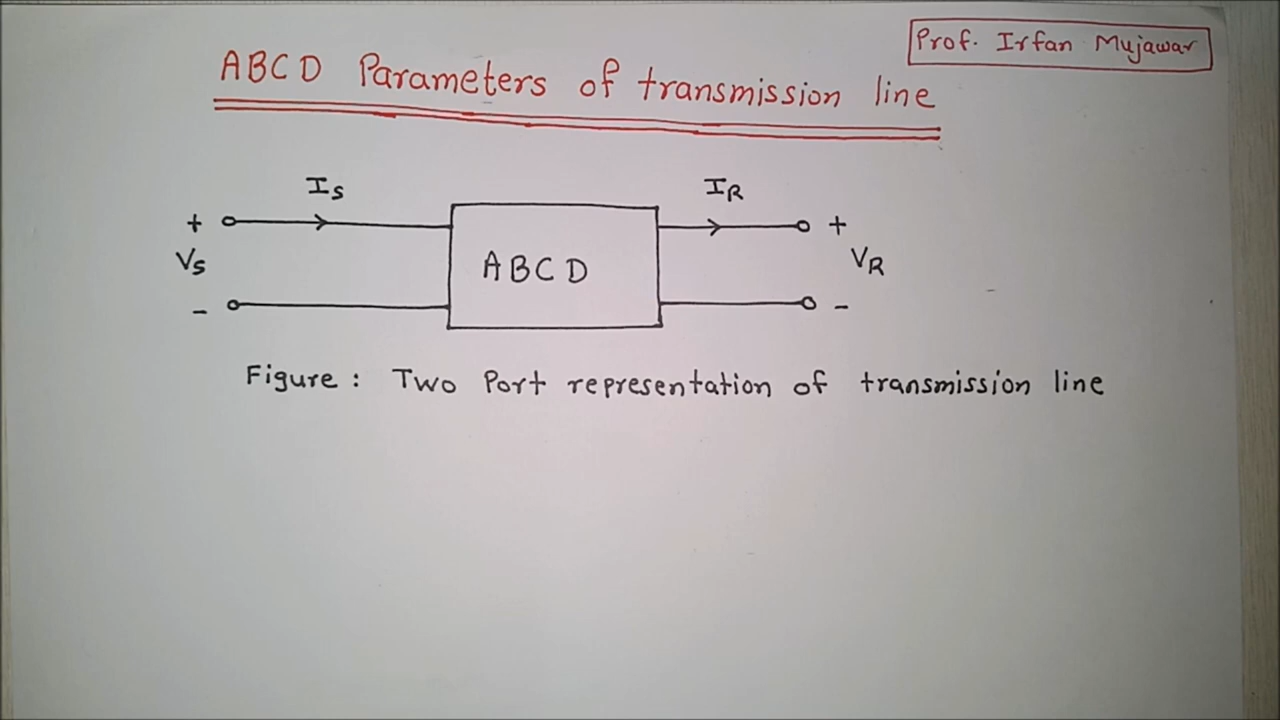 Prof. Irfan Mujawar
ABCD Parameters of transmission line
IS IR
+ +
VS ABCD VR
- -
Figure : Two Port representation of transmission line